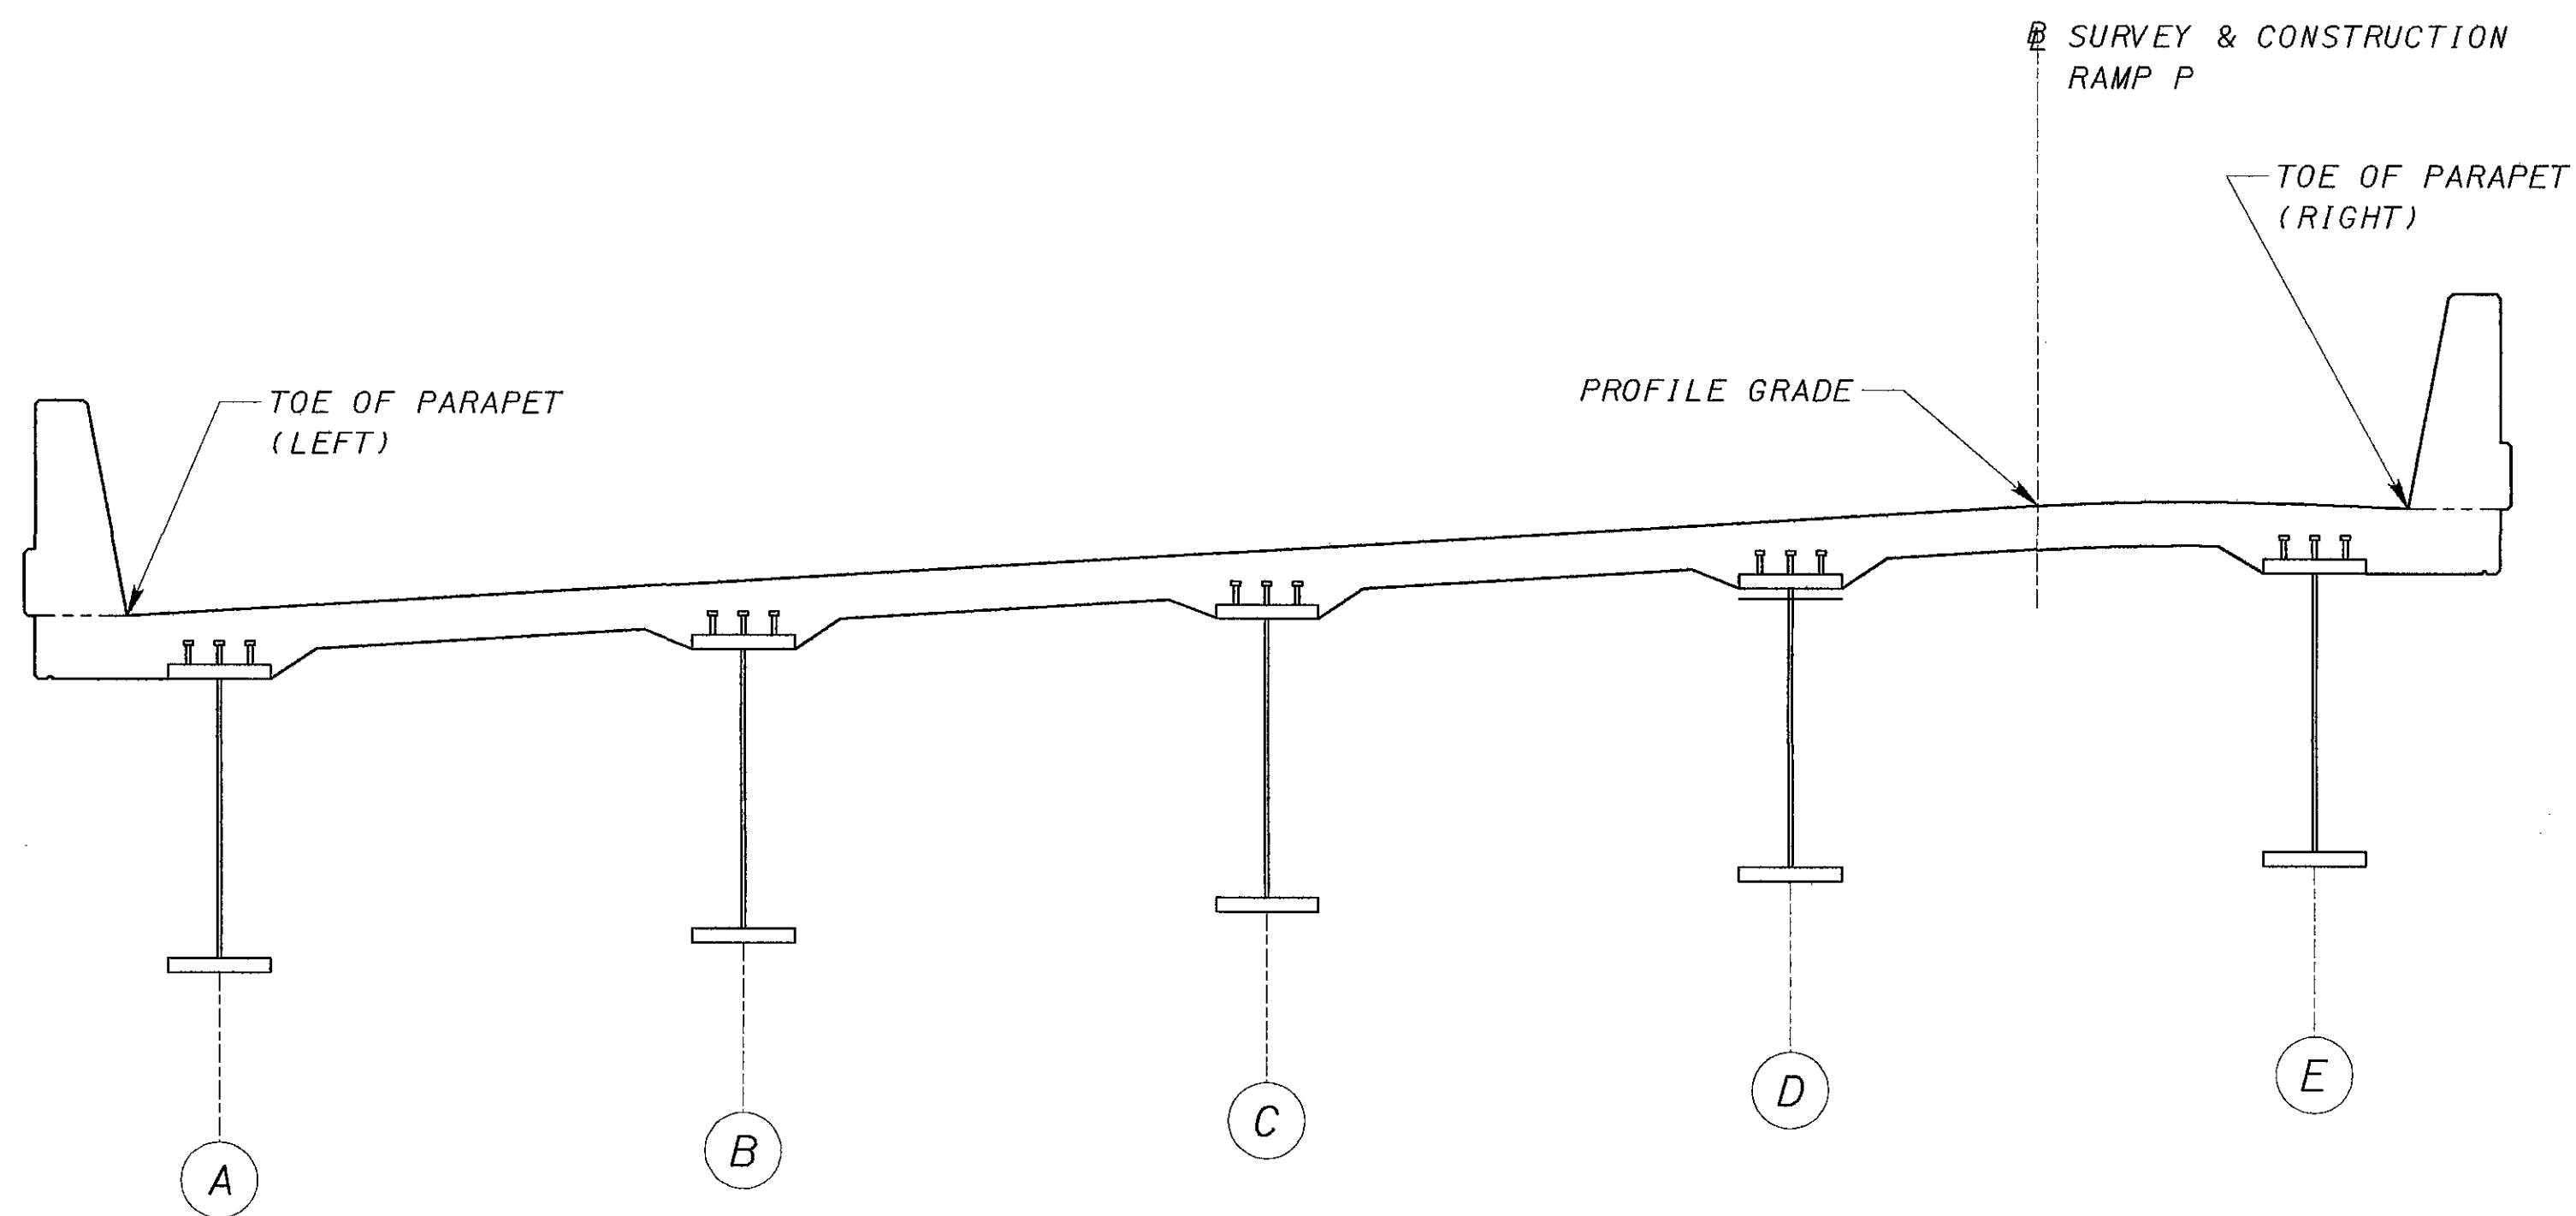 ℄ SURVEY & CONSTRUCTION
RAMP P
TOE OF PARAPET
(RIGHT)
PROFILE GRADE
TOE OF PARAPET
(LEFT)
A
B
C
D
E